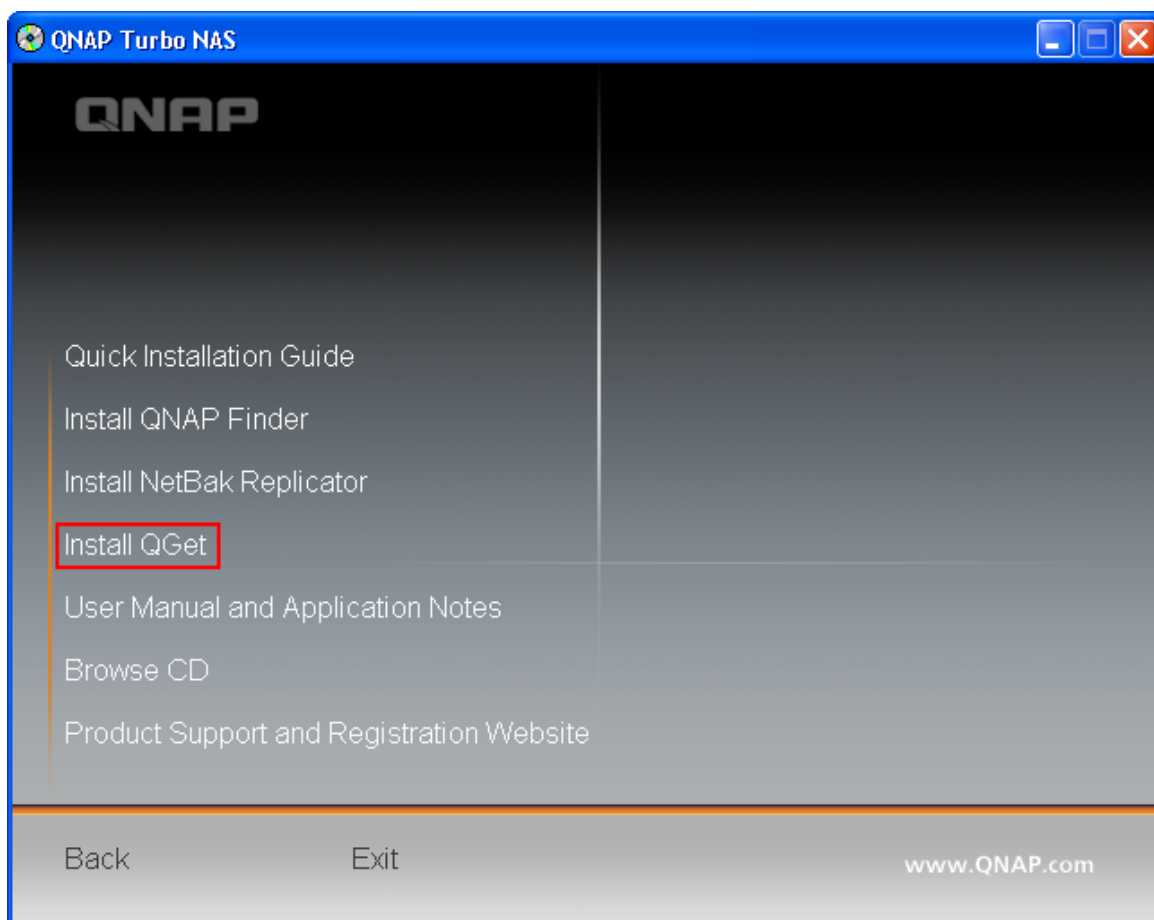 QNAP Turbo NAS
QNAP
Quick Installation Guide
Install QNAP Finder
Install NetBak Replicator
Install QGet
User Manual and Application Notes
Browse CD
Product Support and Registration Website
Back Exit www.QNAP.com